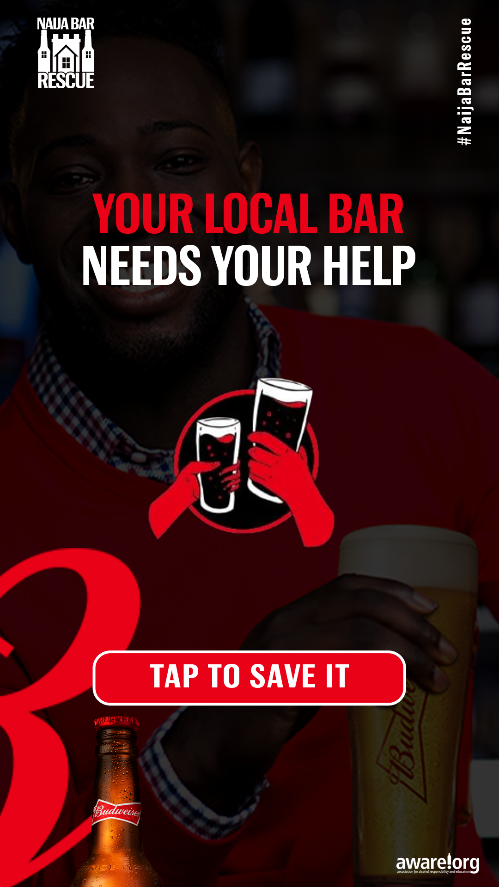 NAIJA BAR
RESCUE
#NaijaBarRescue
YOUR LOCAL BAR
NEEDS YOUR HELP
TAP TO SAVE IT
Budweiser
aware!org